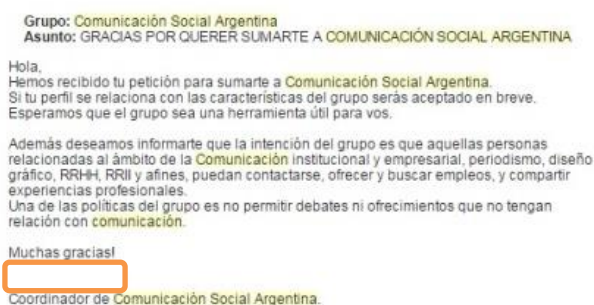 Grupo: Comunicación Social Argentina
Asunto: GRACIAS POR QUERER SUMARTE A COMUNICACIÓN SOCIAL ARGENTINA
Hola,
Hemos recibido tu petición para sumarte a Comunicación Social Argentina.
Si tu perfil se relaciona con las características del grupo serás aceptado en breve.
Esperamos que el grupo sea una herramienta útil para vos.
Además deseamos informarte que la intención del grupo es que aquellas personas
relacionadas al ámbito de la Comunicación institucional y empresarial, periodismo, diseño
gráfico, RRHH, RRII y afines, puedan contactarse, ofrecer y buscar empleos, y compartir
experiencias profesionales.
Una de las políticas del grupo es no permitir debates ni ofrecimientos que no tengan
relación con comunicación.
Muchas gracias!
Coordinador de Comunicación Social Argentina.